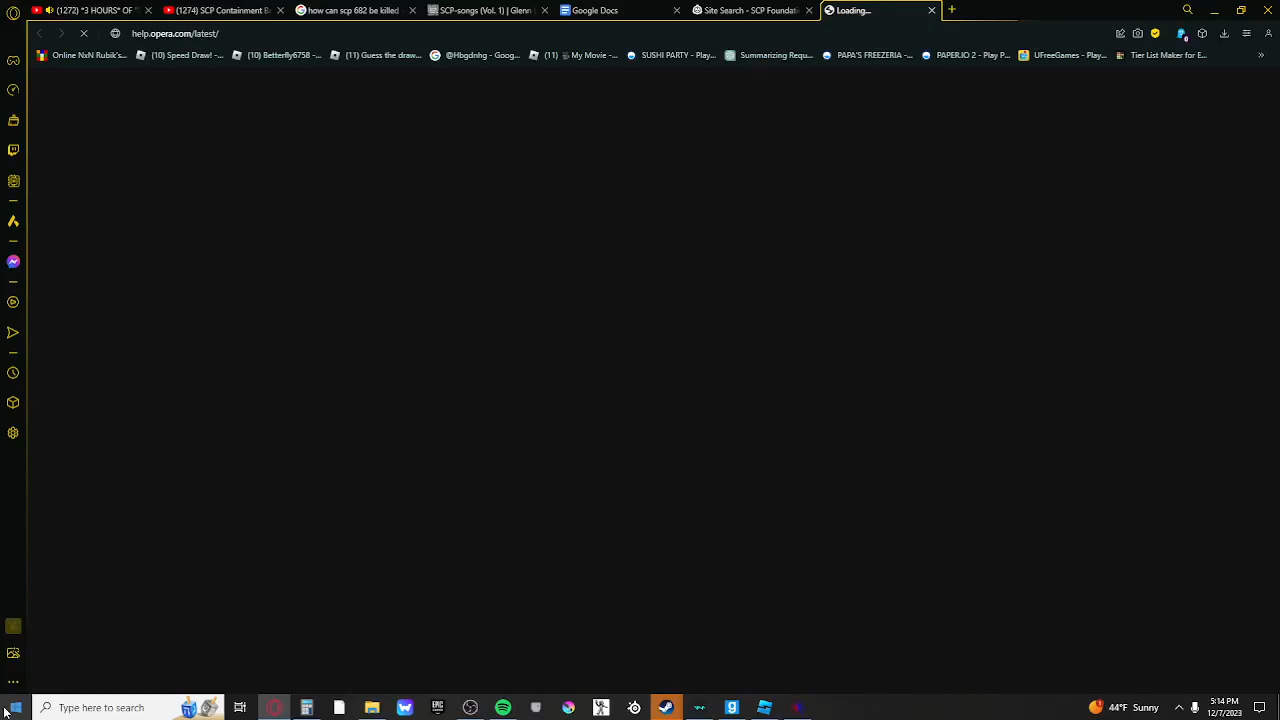 (1272) *3 HOURS* OF "
(1274) SCP Containment B
how can scp 682 be killed
SCP-songs (Vol. 1) | Glenn
Google Docs
Site Search - SCP Foundati
Loading...
help.opera.com/latest/
Online NxN Rubik's...
(10) Speed Draw! -...
(10) Betterfly6758 -...
(11) Guess the draw...
@Hbgdnhg - Goog...
(11) 🎬 My Movie -...
SUSHI PARTY - Play...
Summarizing Requ...
PAPA'S FREEZERIA -...
PAPER.IO 2 - Play P...
UFreeGames - Play...
Tier List Maker for E...
Type here to search
EPIC
44°F Sunny
5:14 PM
12/7/2023